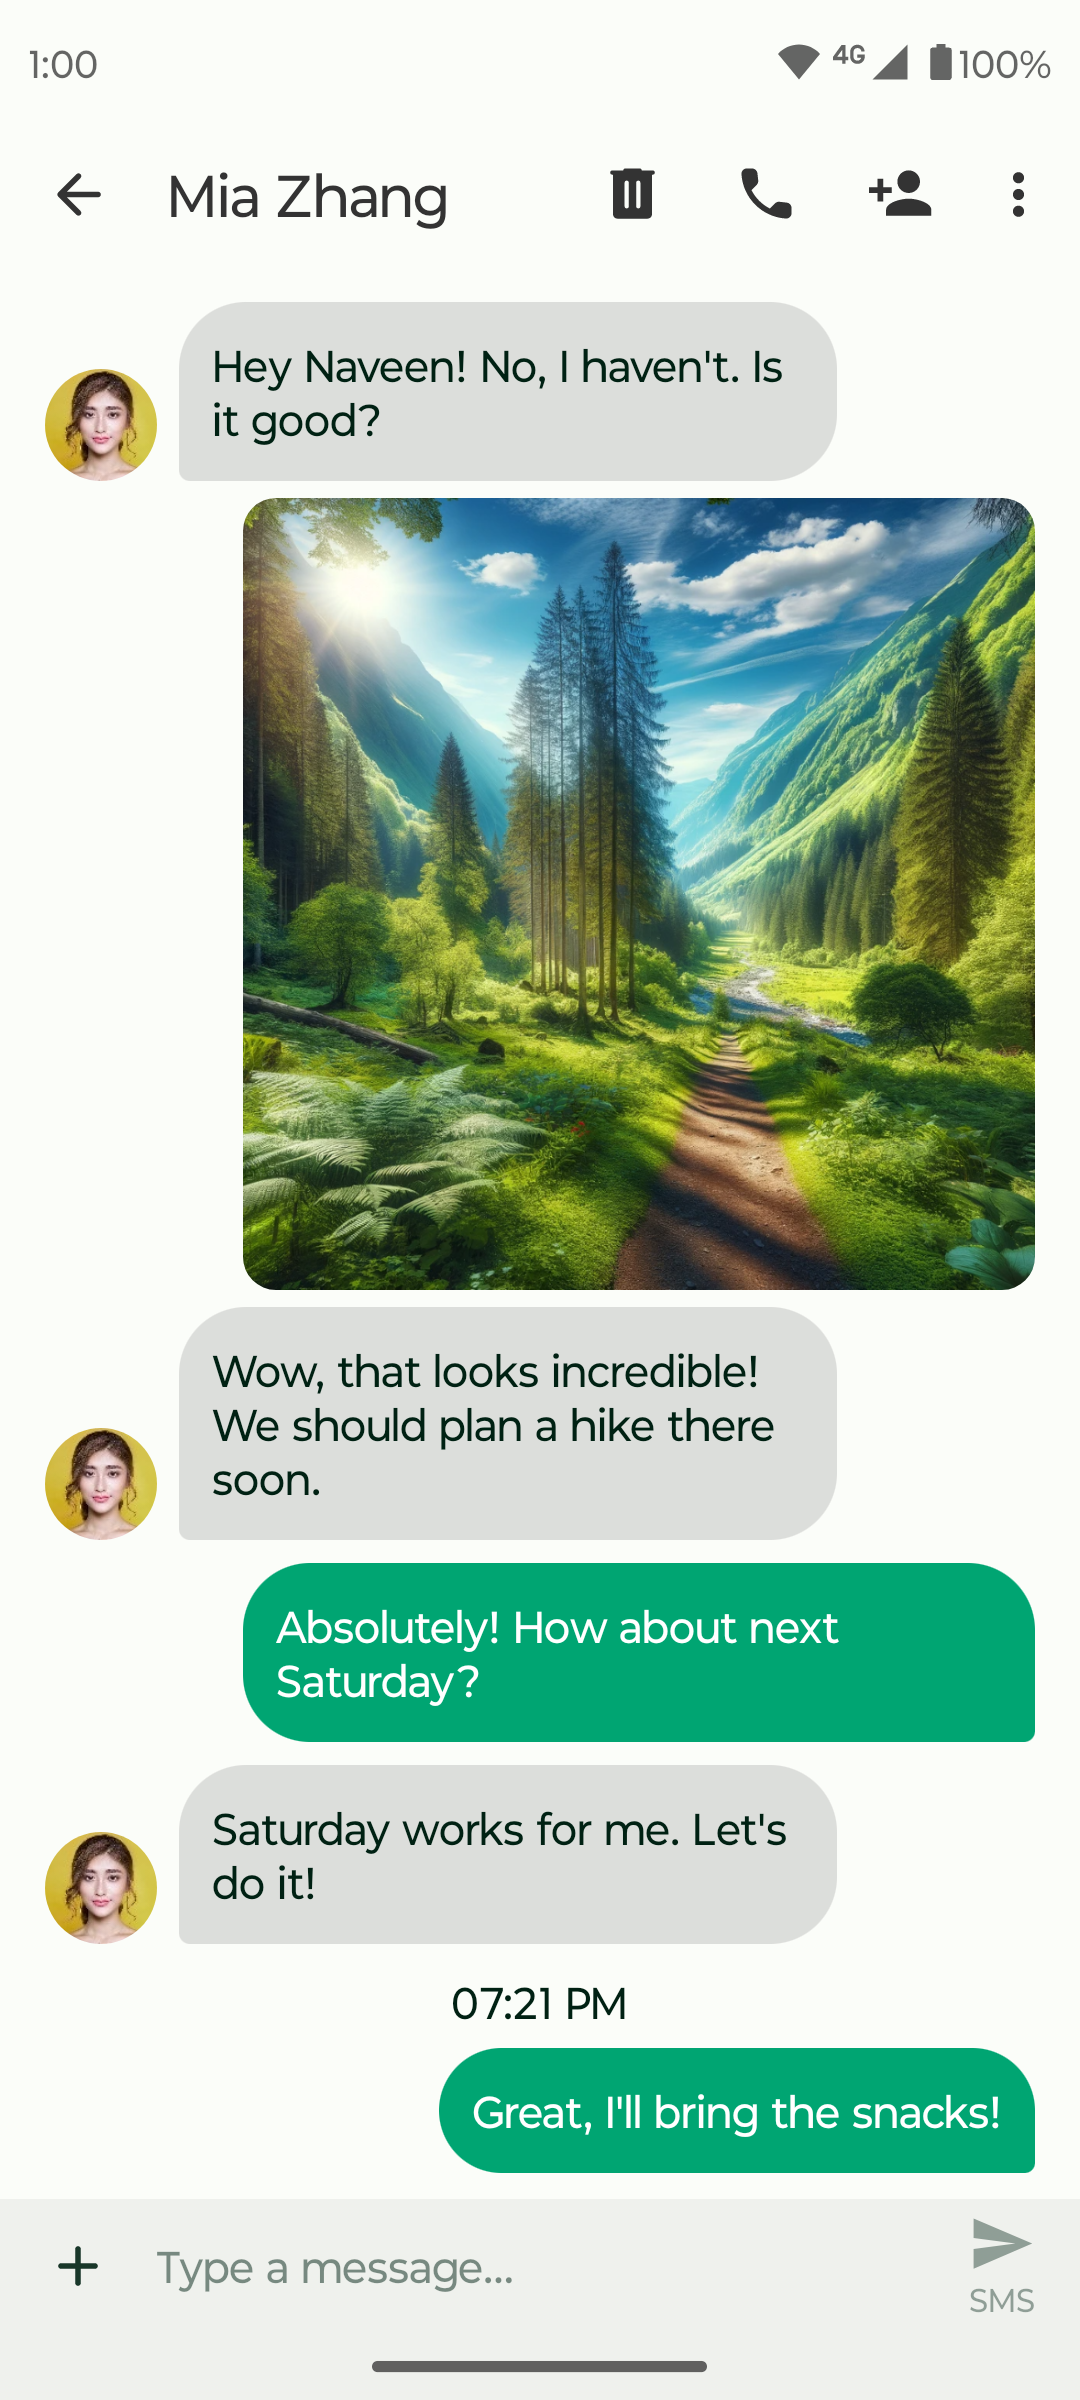 1:00
4G
100%
Mia Zhang
Hey Naveen! No, I haven't. Is
it good?
Wow, that looks incredible!
We should plan a hike there
soon.
Absolutely! How about next
Saturday?
Saturday works for me. Let's
do it!
07:21 PM
Great, I'll bring the snacks!
Type a message...
SMS